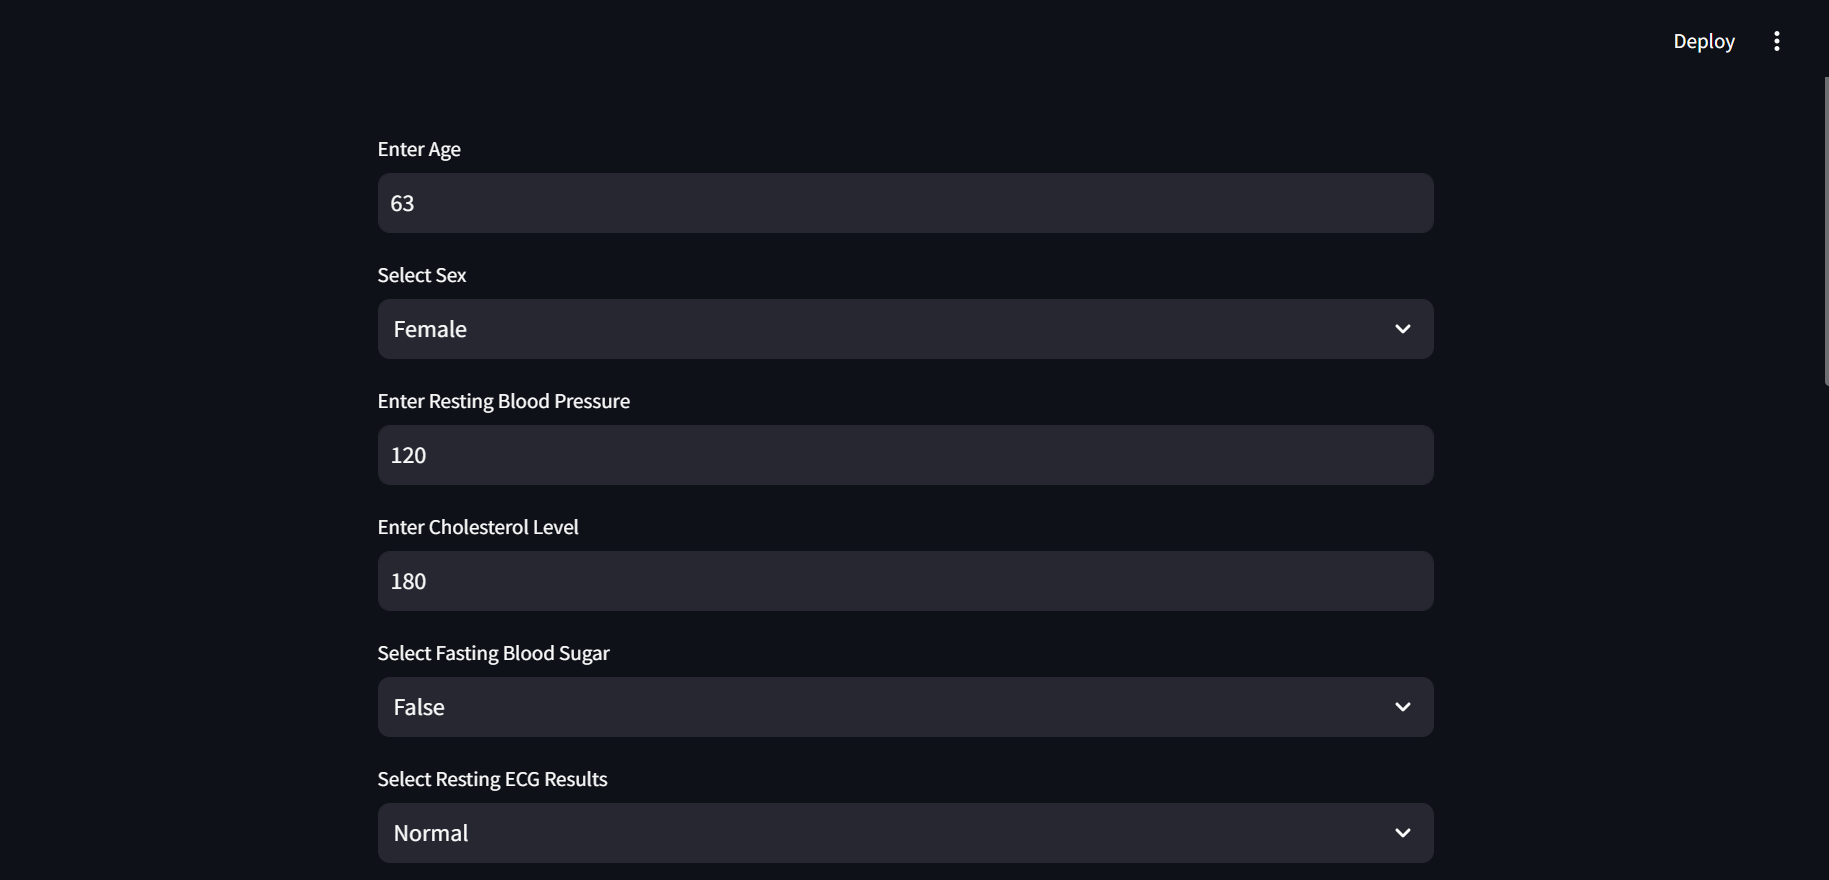 Deploy
Enter Age
63
Select Sex
Female
Enter Resting Blood Pressure
120
Enter Cholesterol Level
180
Select Fasting Blood Sugar
False
Select Resting ECG Results
Normal